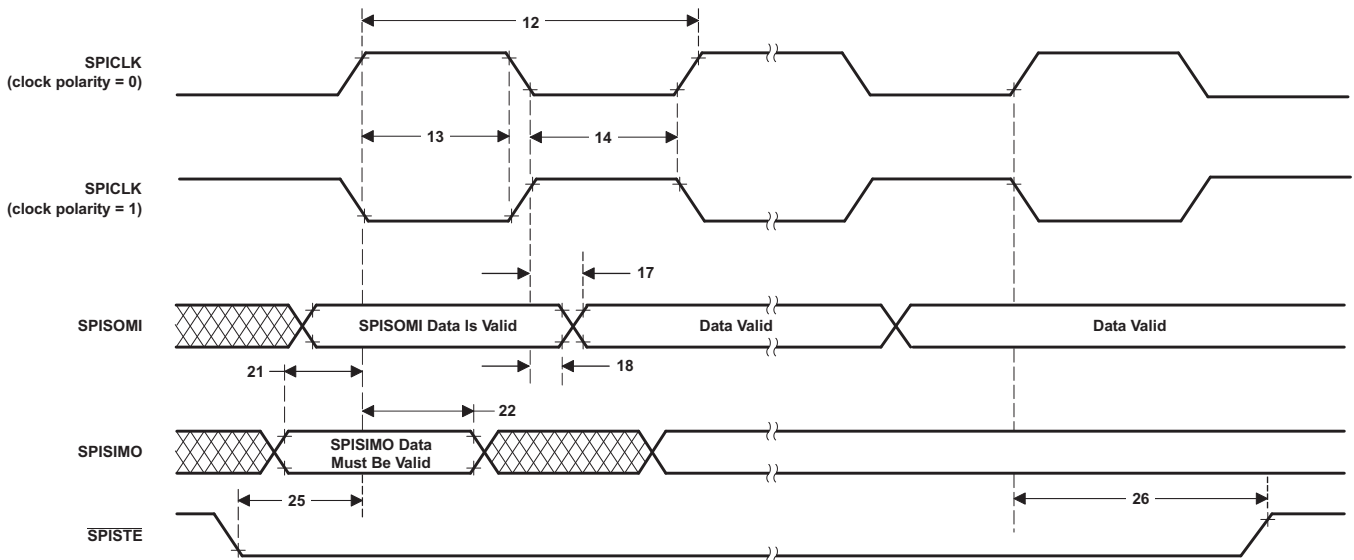 12
SPICLK
(clock polarity = 0)
13
14
SPICLK
(clock polarity = 1)
17
SPISOMI
SPISOMI Data Is Valid
Data Valid
Data Valid
18
21
22
SPISIMO
SPISIMO Data
Must Be Valid
25
26
SPISTE